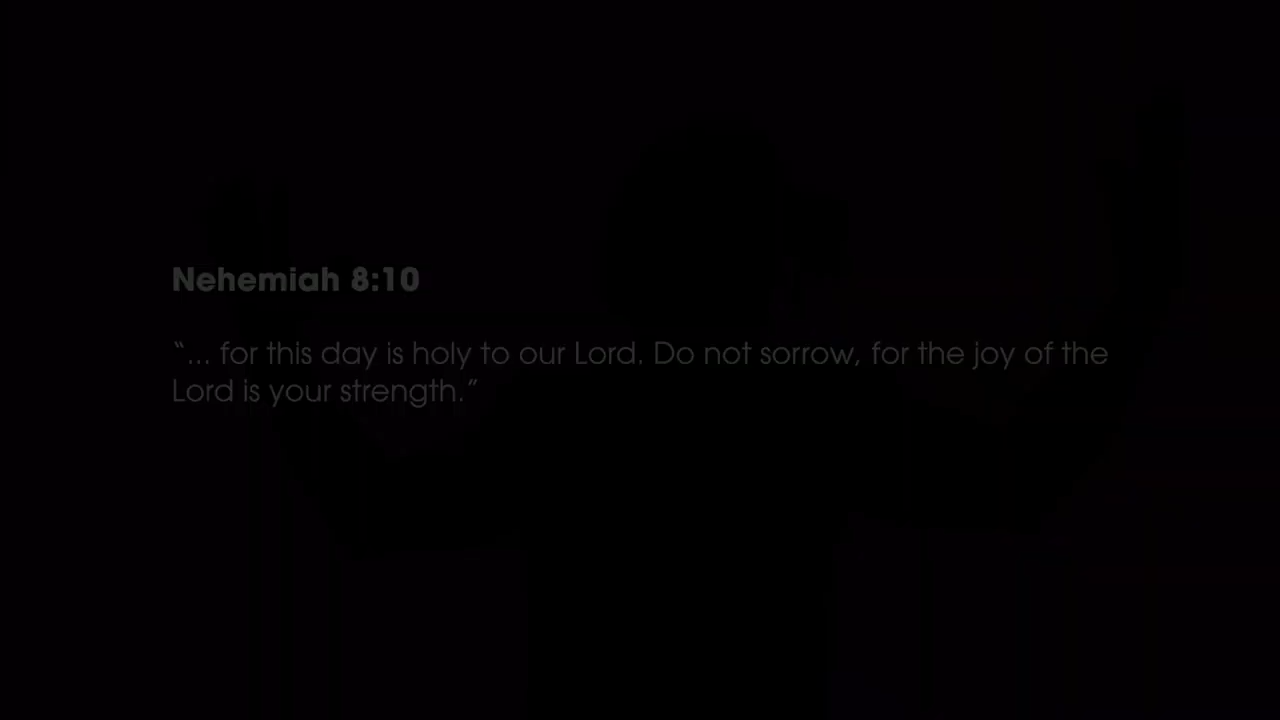 Nehemiah 8:10
“... for this day is holy to our Lord. Do not sorrow, for the joy of the
Lord is your strength.”